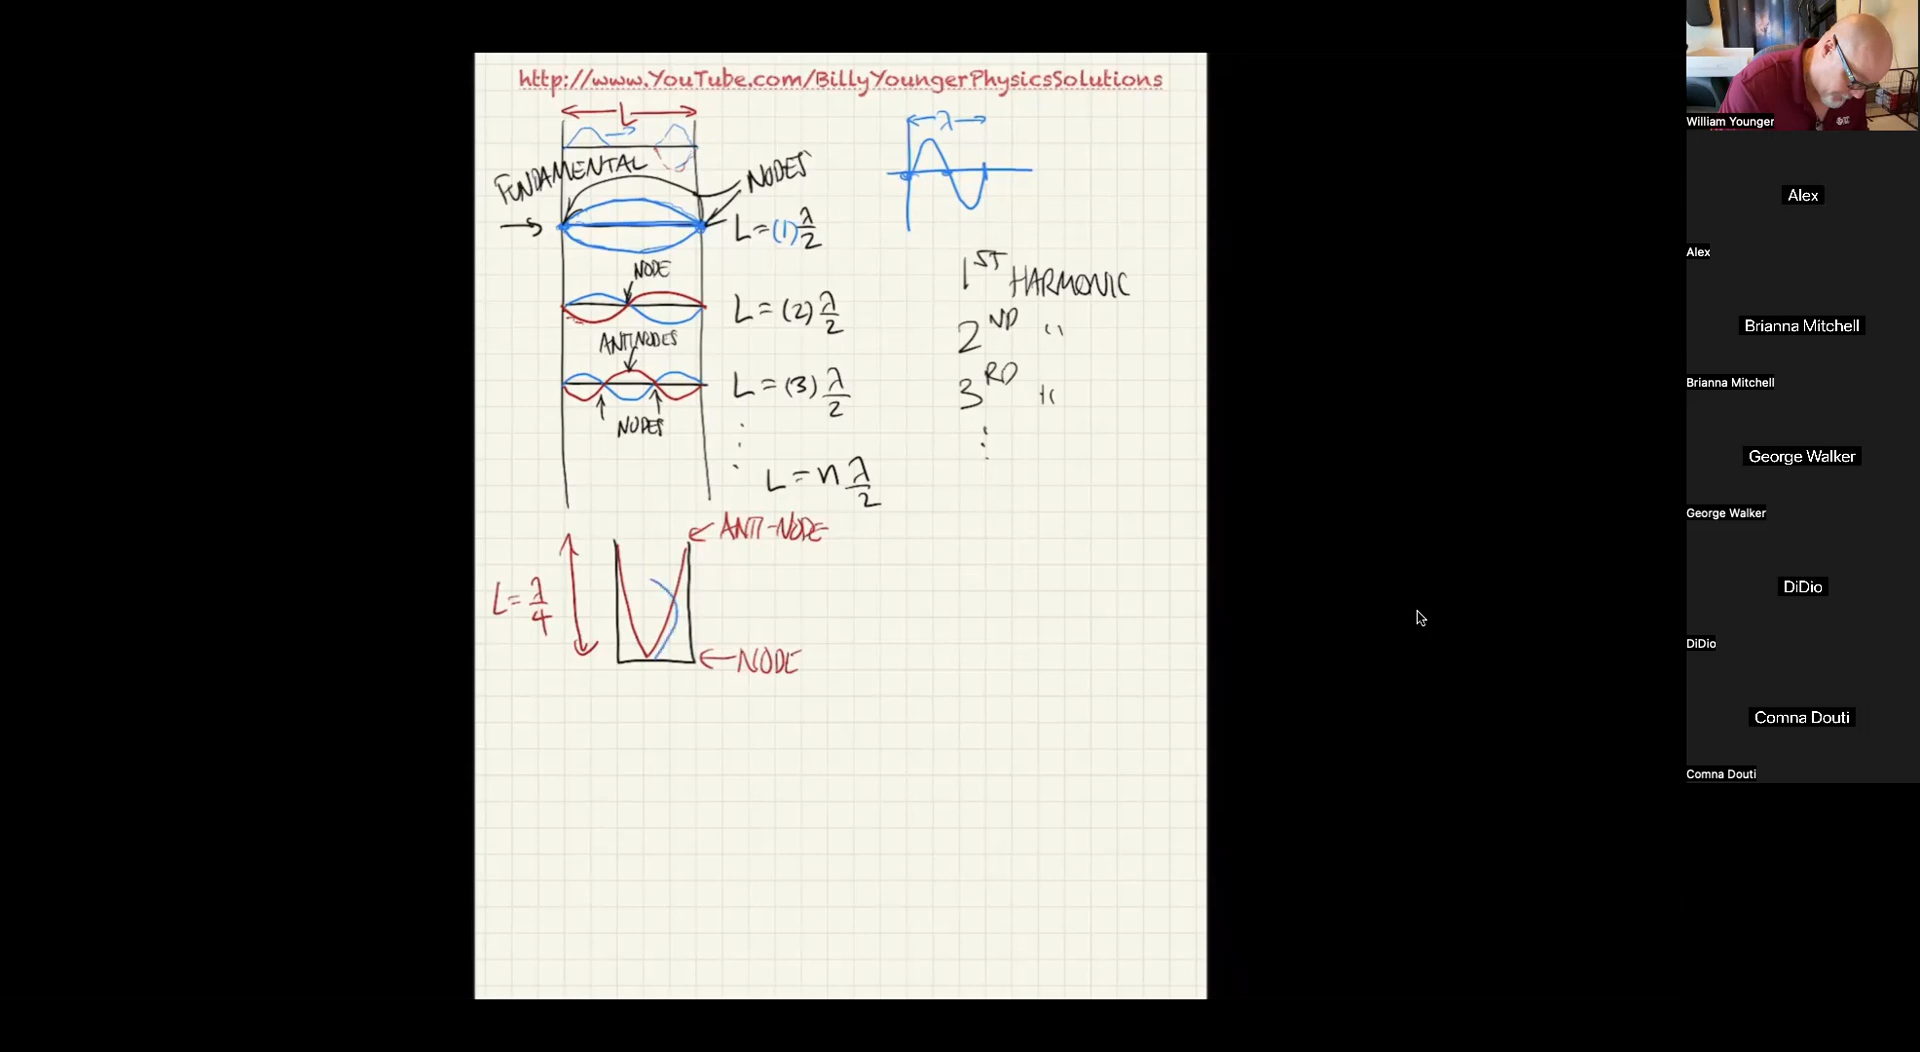 http://www.YouTube.com/BillyYoungerPhysicsSolutions
L
λ
FUNDAMENTAL
NODES
L = (1) λ/2
1ST HARMONIC
NODE
L = (2) λ/2
2ND "
ANTINODES
L = (3) λ/2
3RD "
NODES
L = n λ/2
ANTI-NODE
L = λ/4
NODE
William Younger
Alex
Alex
Brianna Mitchell
Brianna Mitchell
George Walker
George Walker
DiDio
DiDio
Comna Douti
Comna Douti